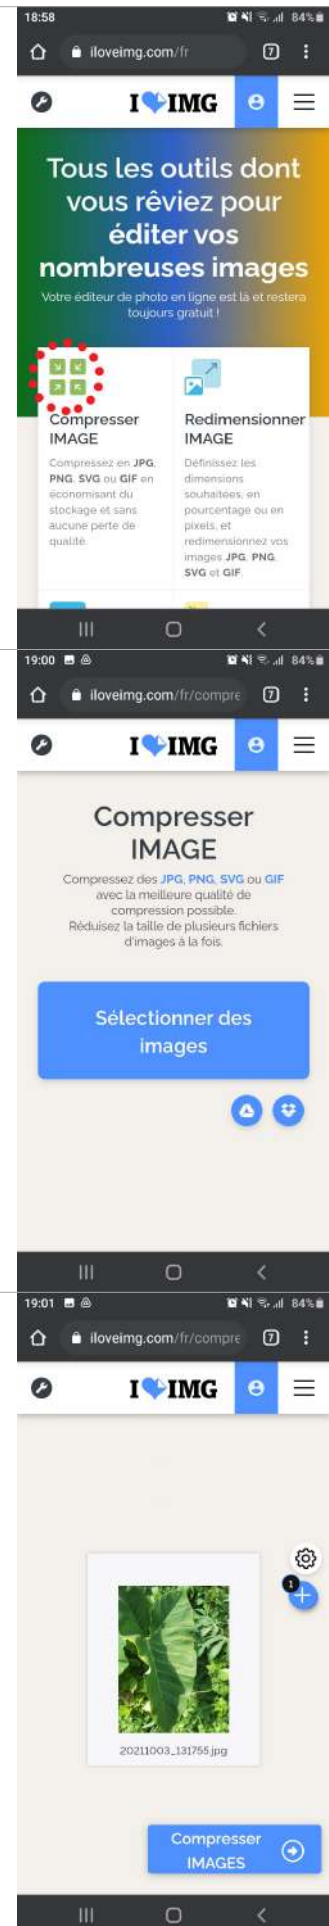 18:58 84%
iloveimg.com/fr 7
I IMG
Tous les outils dont
vous rêviez pour
éditer vos
nombreuses images
Votre éditeur de photo en ligne est là et restera
toujours gratuit !
Compresser
IMAGE
Compressez en JPG,
PNG, SVG ou GIF en
économisant du
stockage et sans
aucune perte de
qualité.
Redimensionner
IMAGE
Définissez les
dimensions
souhaitées, en
pourcentage ou en
pixels, et
redimensionnez vos
images JPG, PNG,
SVG et GIF.
19:00 84%
iloveimg.com/fr/compre 7
I IMG
Compresser
IMAGE
Compressez des JPG, PNG, SVG ou GIF
avec la meilleure qualité de
compression possible.
Réduisez la taille de plusieurs fichiers
d'images à la fois.
Sélectionner des
images
19:01 84%
iloveimg.com/fr/compre 7
I IMG
1
20211003_131755.jpg
Compresser
IMAGES